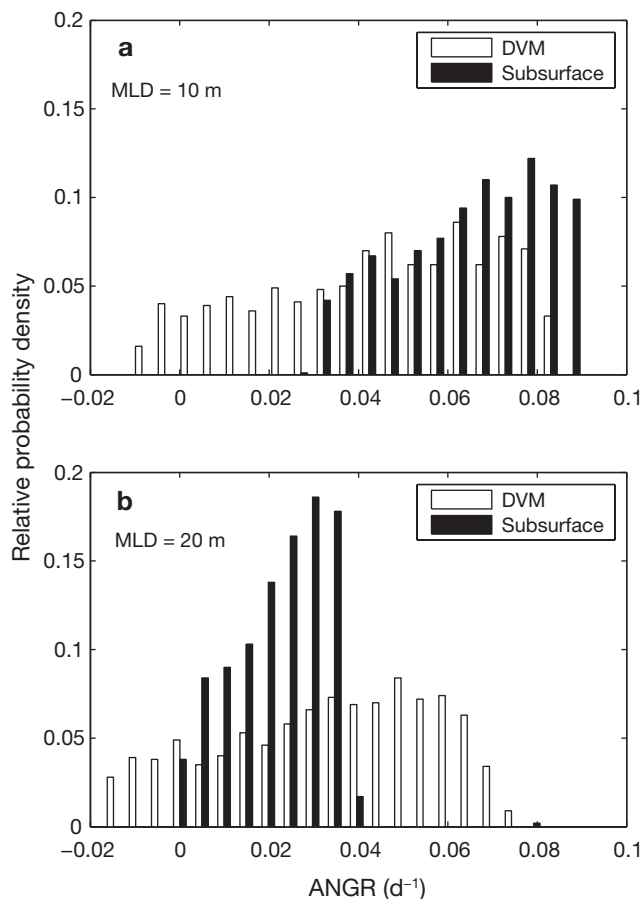 0.2
a
DVM
Subsurface
MLD = 10 m
0.15
0.1
0.05
0
−0.02 0 0.02 0.04 0.06 0.08 0.1
Relative probability density
0.2
b
DVM
Subsurface
MLD = 20 m
0.15
0.1
0.05
0
−0.02 0 0.02 0.04 0.06 0.08 0.1
ANGR (d⁻¹)